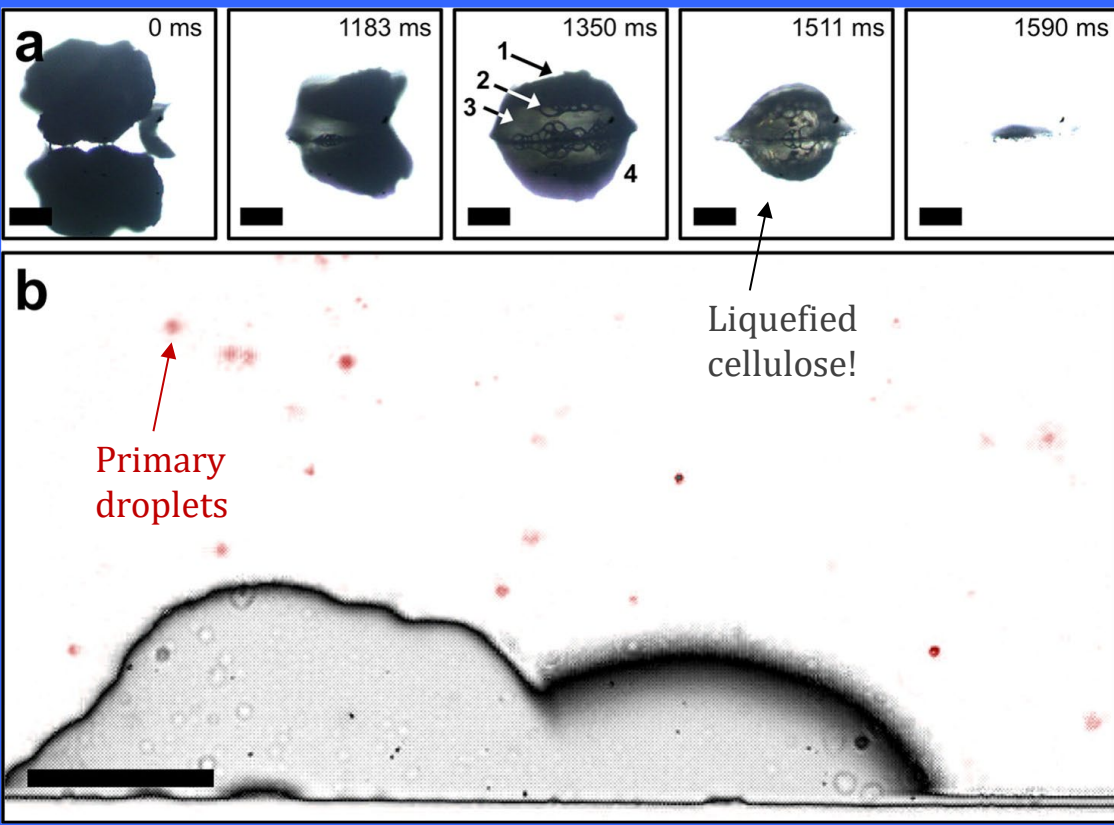 a
0 ms
1183 ms
1350 ms
1
2
3
4
1511 ms
1590 ms
b
Liquefied
cellulose!
Primary
droplets